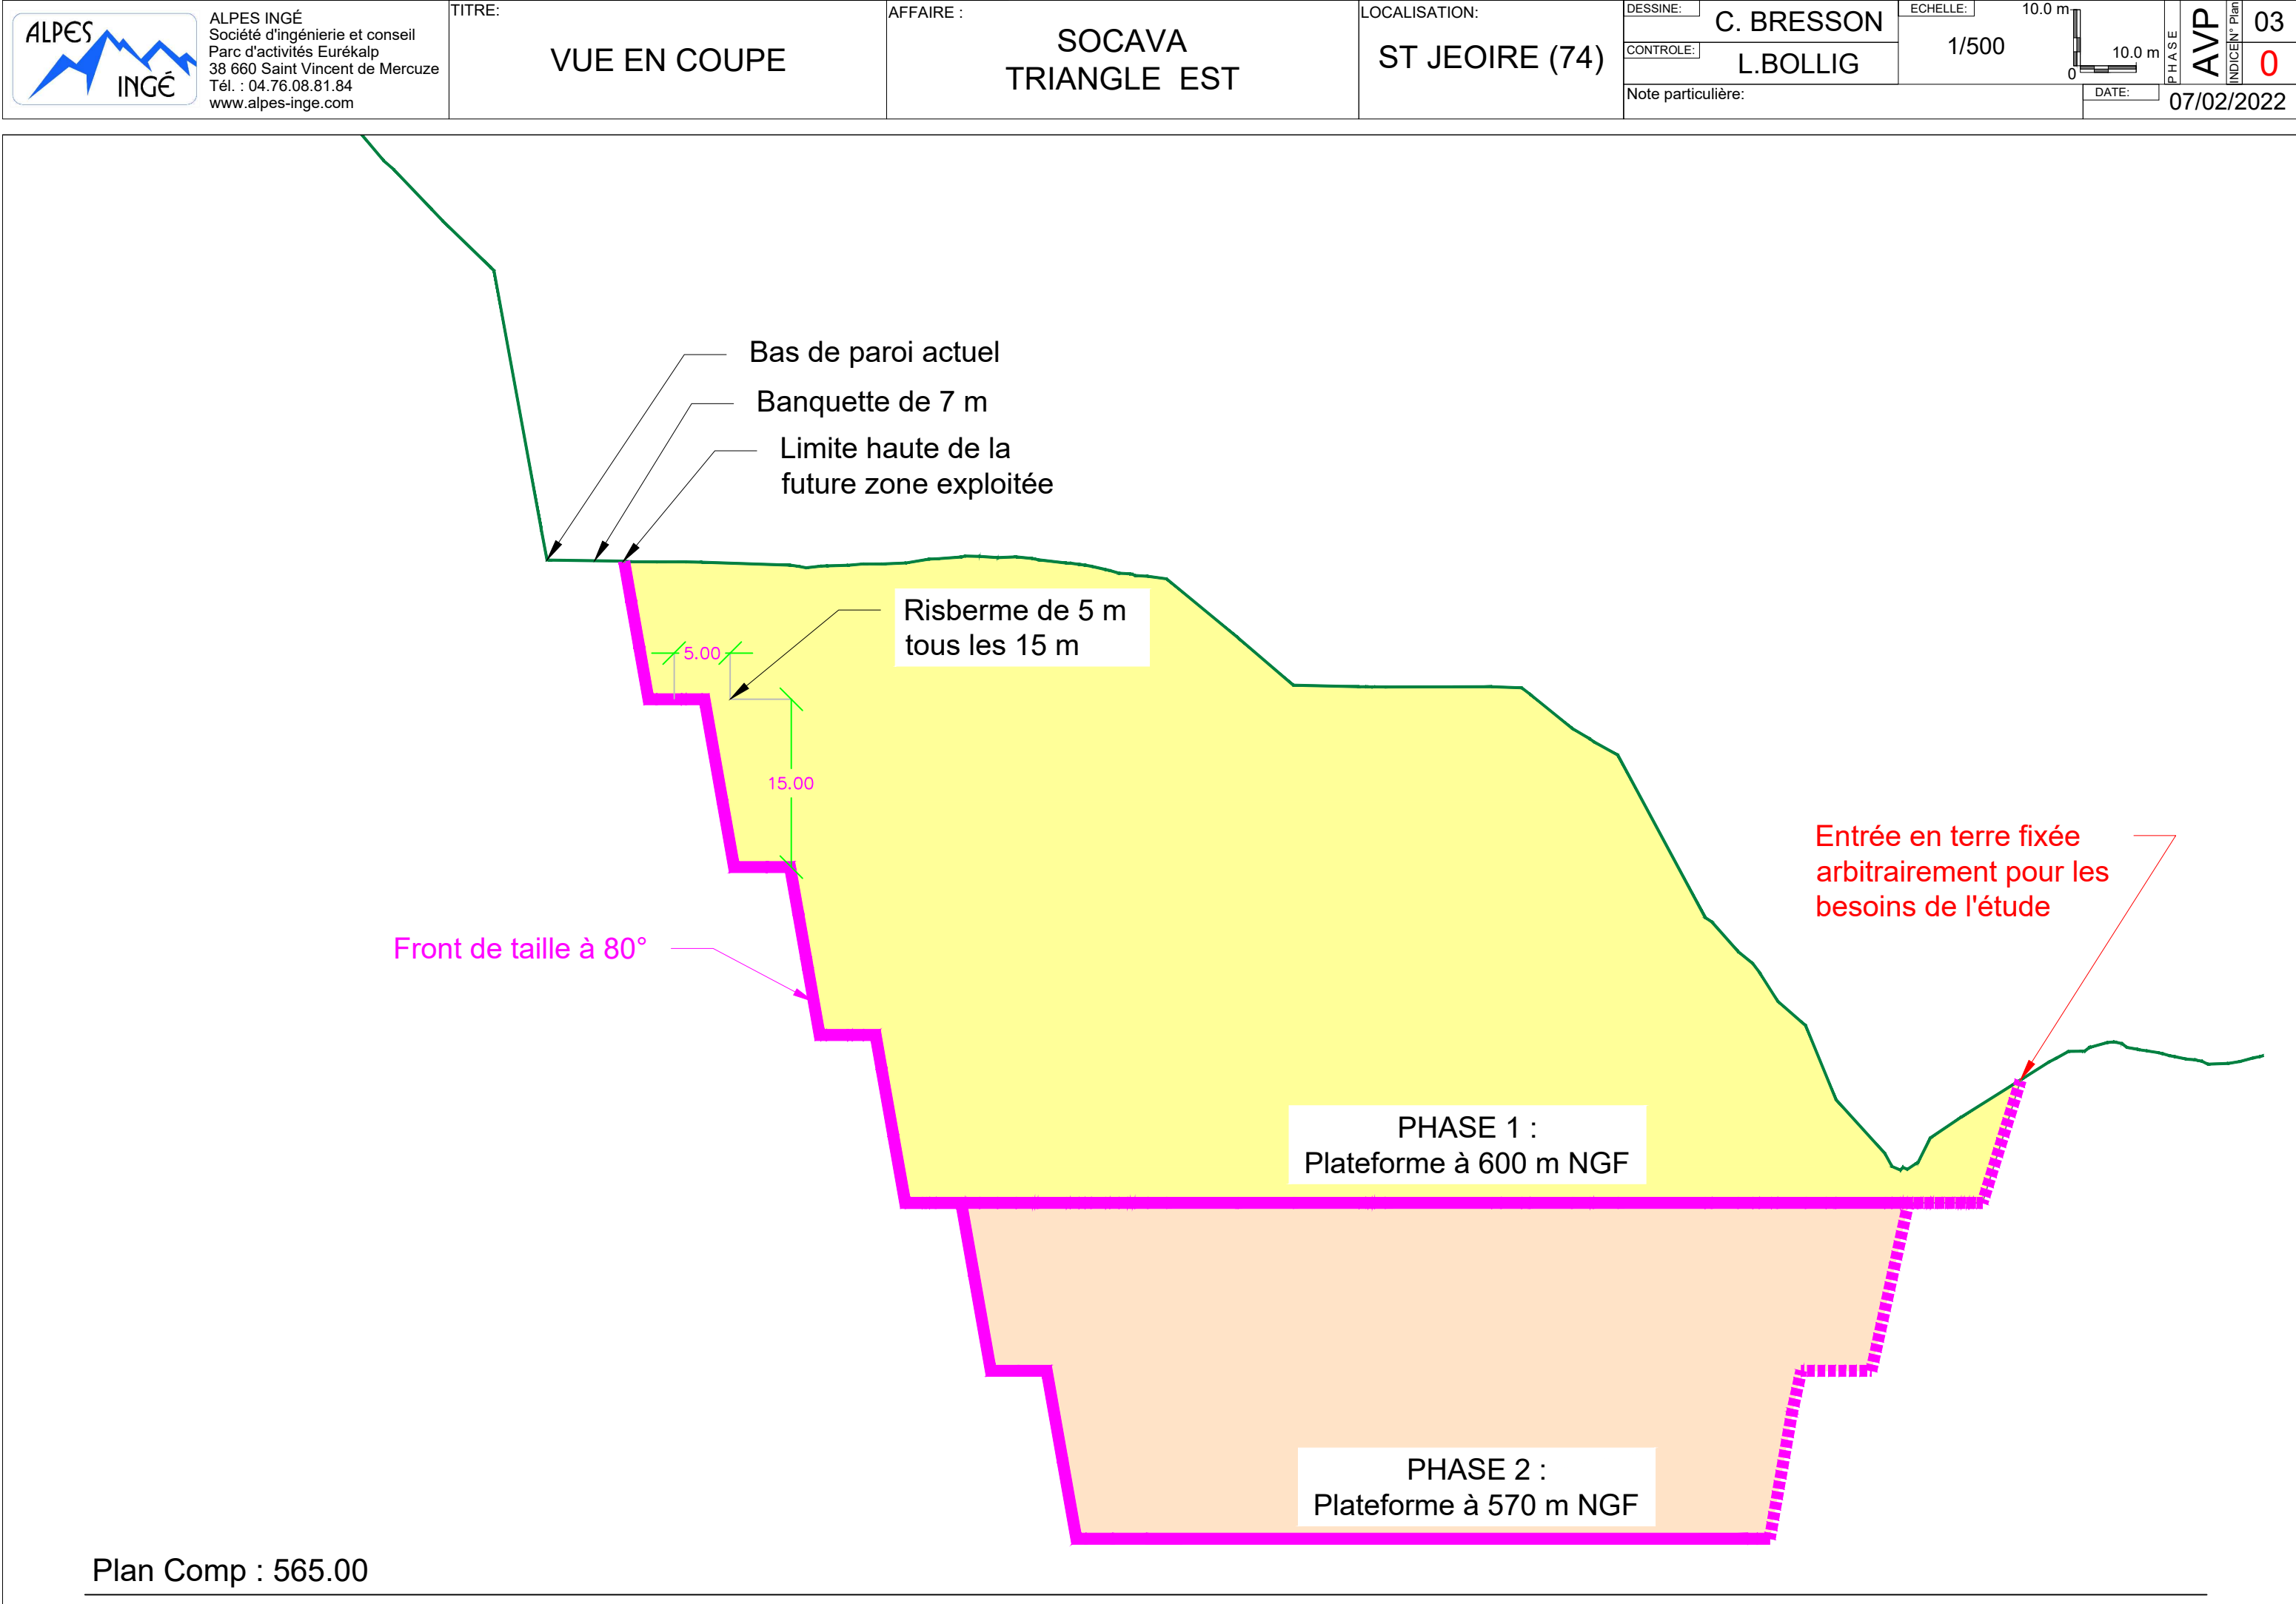 ALPES
INGÉ
ALPES INGÉ
Société d'ingénierie et conseil
Parc d'activités Eurékalp
38 660 Saint Vincent de Mercuze
Tél. : 04.76.08.81.84
www.alpes-inge.com
TITRE:
VUE EN COUPE
AFFAIRE :
SOCAVA
TRIANGLE EST
LOCALISATION:
ST JEOIRE (74)
DESSINE:
C. BRESSON
CONTROLE:
L.BOLLIG
Note particulière:
ECHELLE:
1/500
10.0 m
10.0 m
0
PHASE
AVP
N° Plan
03
INDICE
0
DATE:
07/02/2022
Bas de paroi actuel
Banquette de 7 m
Limite haute de la
future zone exploitée
Risberme de 5 m
tous les 15 m
5.00
15.00
Entrée en terre fixée
arbitrairement pour les
besoins de l'étude
Front de taille à 80°
PHASE 1 :
Plateforme à 600 m NGF
PHASE 2 :
Plateforme à 570 m NGF
Plan Comp : 565.00